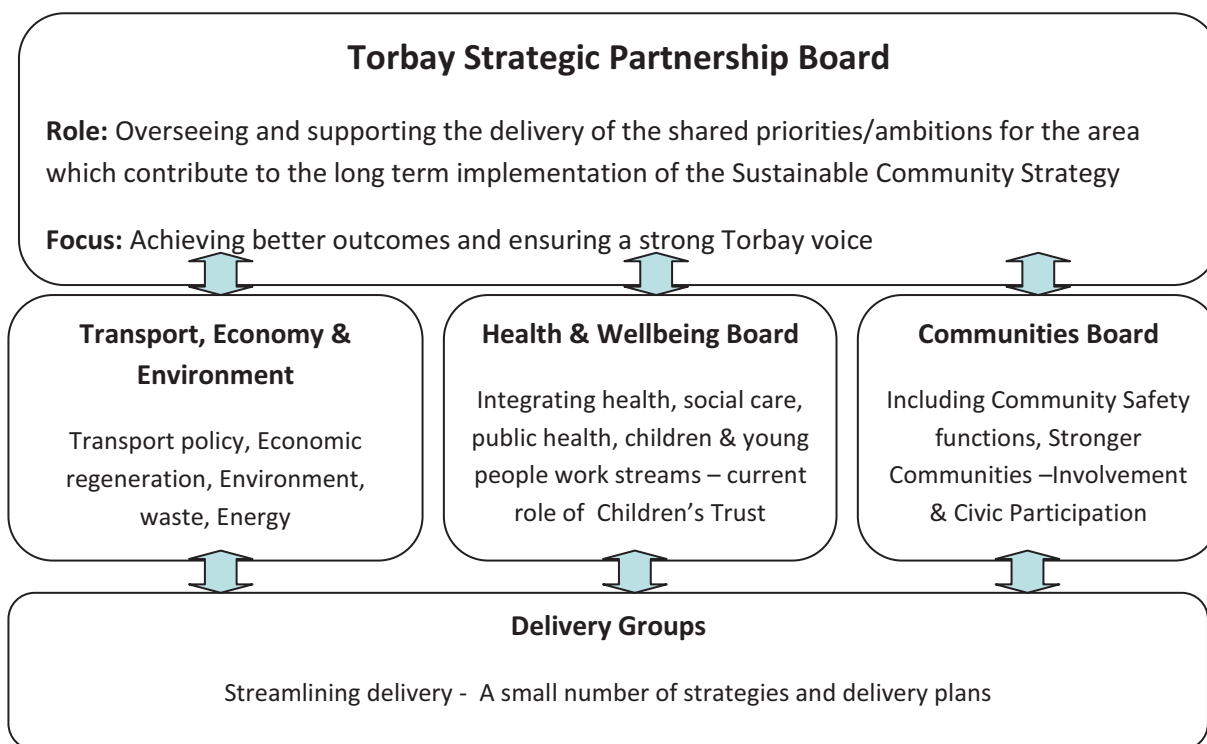 Torbay Strategic Partnership Board
Role: Overseeing and supporting the delivery of the shared priorities/ambitions for the area
which contribute to the long term implementation of the Sustainable Community Strategy
Focus: Achieving better outcomes and ensuring a strong Torbay voice
Transport, Economy &
Environment
Transport policy, Economic
regeneration, Environment,
waste, Energy
Health & Wellbeing Board
Integrating health, social care,
public health, children & young
people work streams – current
role of  Children’s Trust
Communities Board
Including Community Safety
functions, Stronger
Communities –Involvement
& Civic Participation
Delivery Groups
Streamlining delivery -  A small number of strategies and delivery plans